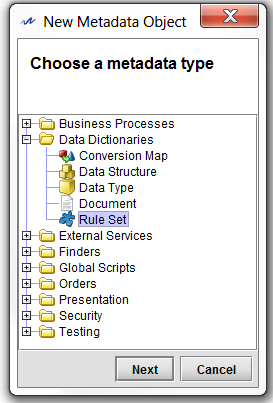 New Metadata Object
Choose a metadata type
Business Processes
Data Dictionaries
Conversion Map
Data Structure
Data Type
Document
Rule Set
External Services
Finders
Global Scripts
Orders
Presentation
Security
Testing
Next Cancel